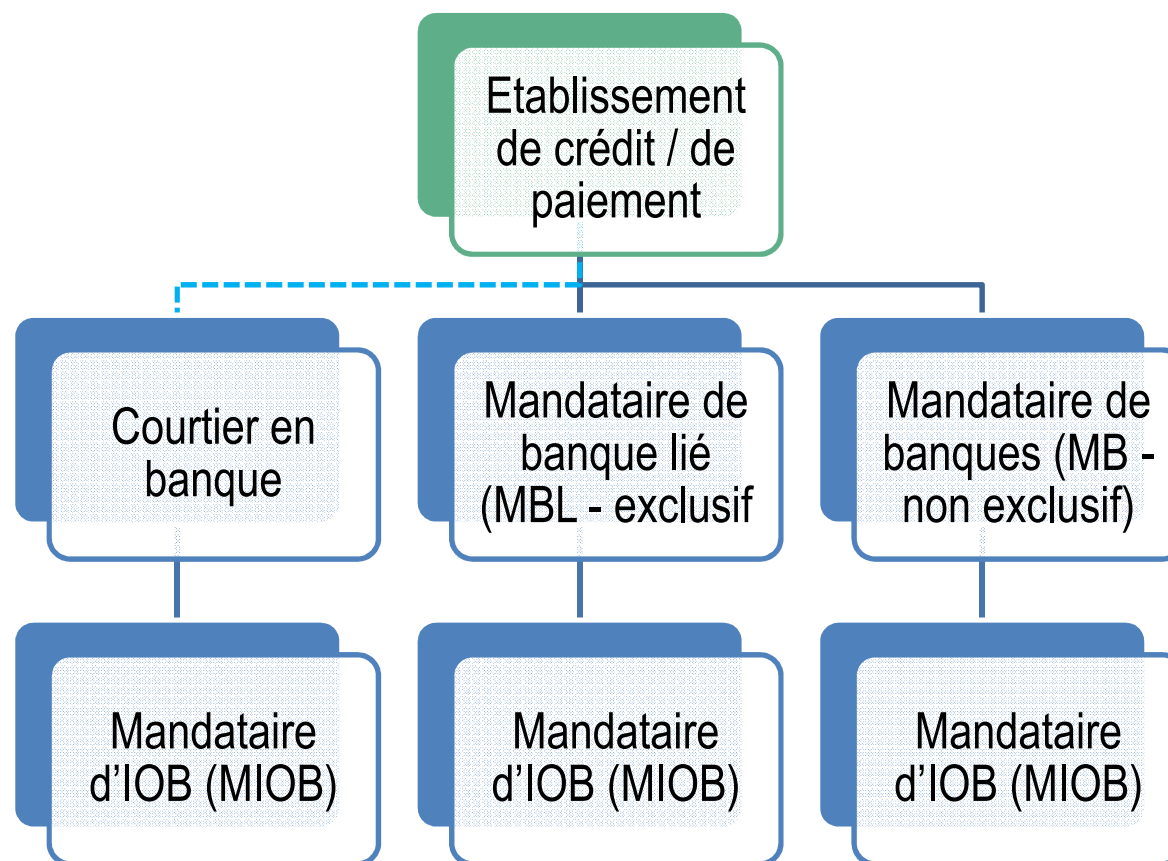 Etablissement
de crédit / de
paiement
Courtier en
banque
Mandataire de
banque lié
(MBL - exclusif
Mandataire de
banques (MB -
non exclusif)
Mandataire
d’IOB (MIOB)
Mandataire
d’IOB (MIOB)
Mandataire
d’IOB (MIOB)